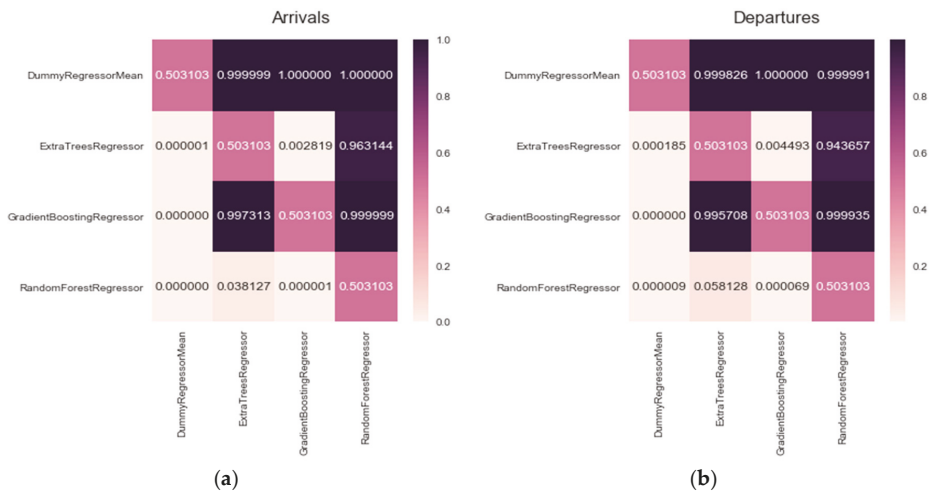 Arrivals
DummyRegressorMean 0.503103 0.999999 1.000000 1.000000
ExtraTreesRegressor 0.000001 0.503103 0.002819 0.963144
GradientBoostingRegressor 0.000000 0.997313 0.503103 0.999999
RandomForestRegressor 0.000000 0.038127 0.000001 0.503103
DummyRegressorMean
ExtraTreesRegressor
GradientBoostingRegressor
RandomForestRegressor
1.0
0.8
0.6
0.4
0.2
0.0
(a)
Departures
DummyRegressorMean 0.503103 0.999826 1.000000 0.999991
ExtraTreesRegressor 0.000185 0.503103 0.004493 0.943657
GradientBoostingRegressor 0.000000 0.995708 0.503103 0.999935
RandomForestRegressor 0.000009 0.058128 0.000069 0.503103
DummyRegressorMean
ExtraTreesRegressor
GradientBoostingRegressor
RandomForestRegressor
0.8
0.6
0.4
0.2
(b)